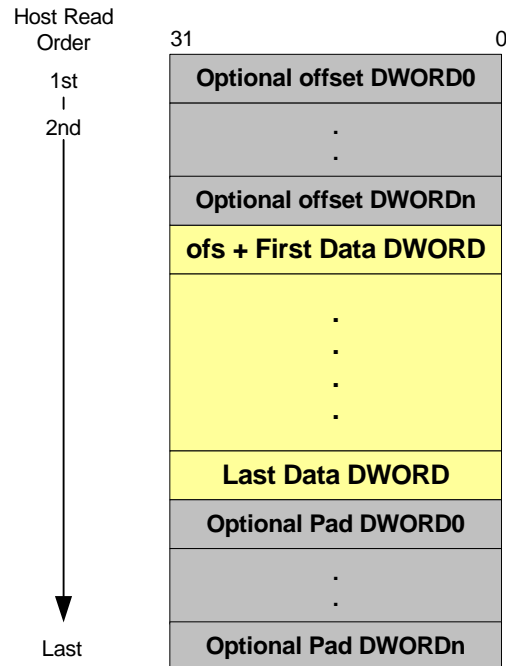 Host Read
Order
31
0
1st
2nd
Optional offset DWORD0
.
.
Optional offset DWORDn
ofs + First Data DWORD
.
.
.
.
Last Data DWORD
Optional Pad DWORD0
.
.
Last
Optional Pad DWORDn